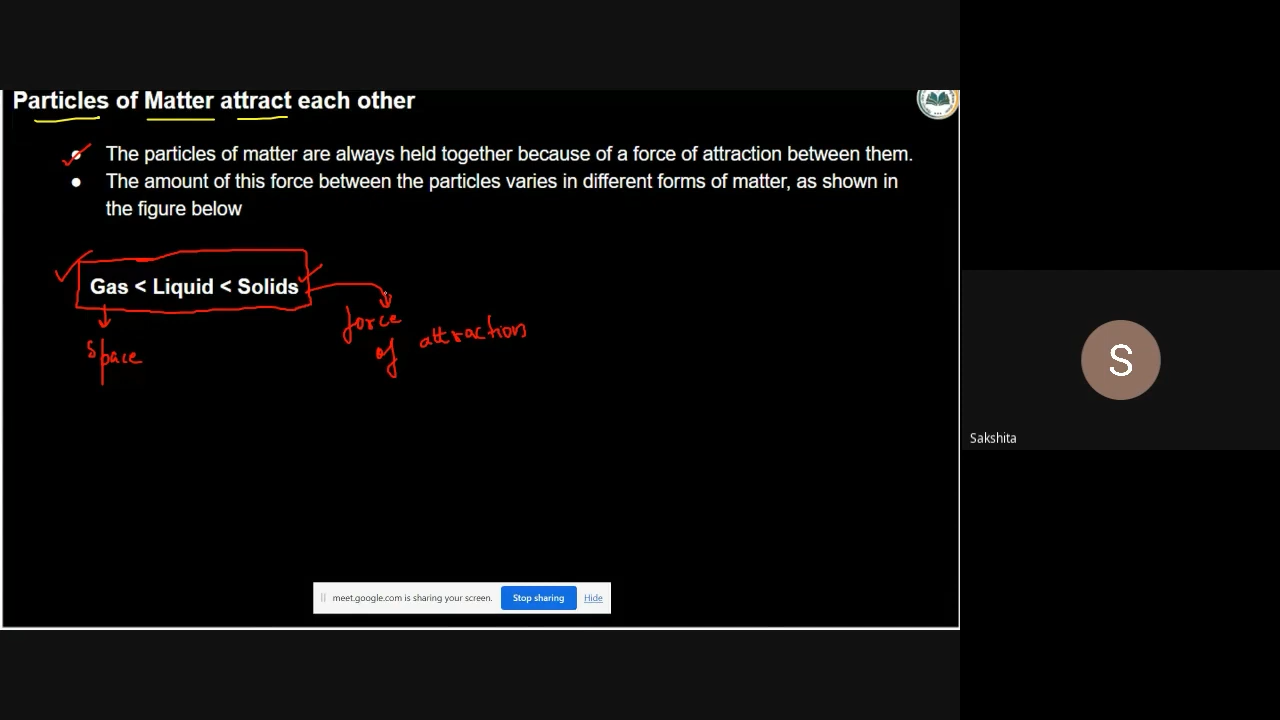 Particles of Matter attract each other
● The particles of matter are always held together because of a force of attraction between them.
● The amount of this force between the particles varies in different forms of matter, as shown in
the figure below
Gas < Liquid < Solids
Space
force
of attraction
meet.google.com is sharing your screen. Stop sharing Hide
S
Sakshita